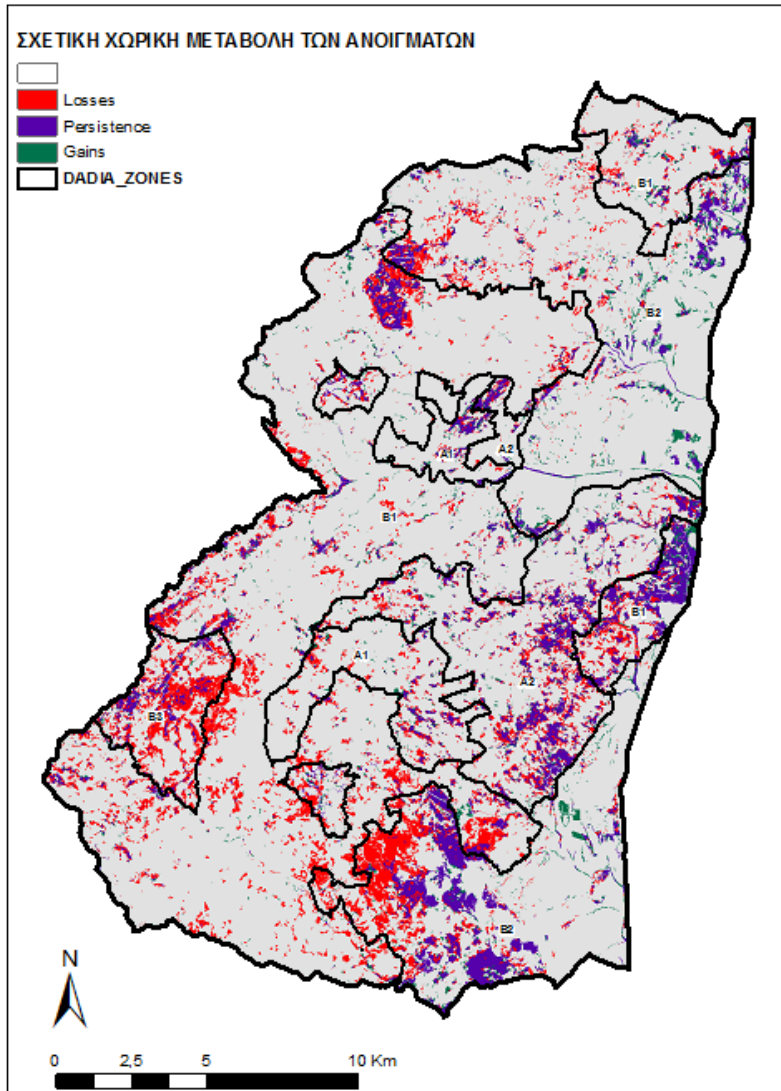 ΣΧΕΤΙΚΗ ΧΩΡΙΚΗ ΜΕΤΑΒΟΛΗ ΤΩΝ ΑΝΟΙΓΜΑΤΩΝ
Losses
Persistence
Gains
DADIA_ZONES
B1
B2
A1
A2
B1
B1
A1
A2
B3
B2
N
0
2,5
5
10 Km